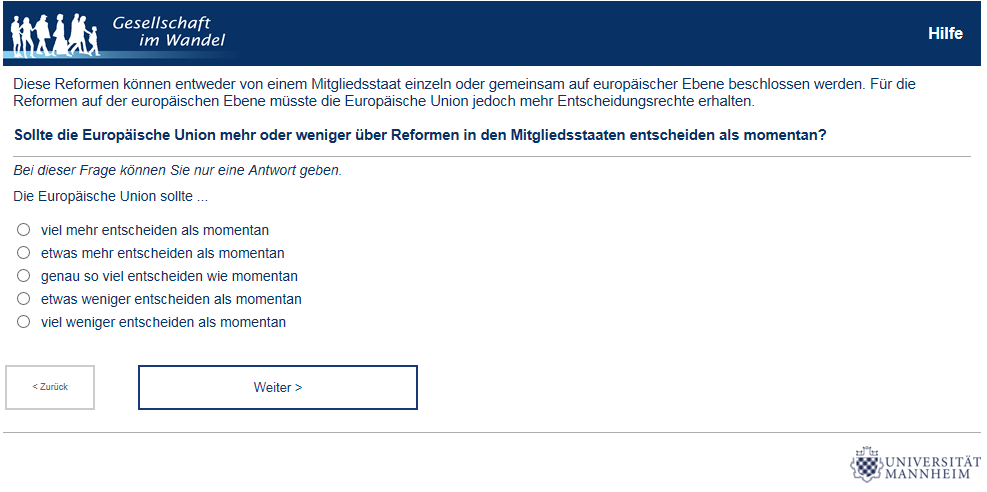 Gesellschaft
im Wandel
Hilfe
Diese Reformen können entweder von einem Mitgliedsstaat einzeln oder gemeinsam auf europäischer Ebene beschlossen werden. Für die
Reformen auf der europäischen Ebene müsste die Europäische Union jedoch mehr Entscheidungsrechte erhalten.
Sollte die Europäische Union mehr oder weniger über Reformen in den Mitgliedsstaaten entscheiden als momentan?
Bei dieser Frage können Sie nur eine Antwort geben.
Die Europäische Union sollte ...
viel mehr entscheiden als momentan
etwas mehr entscheiden als momentan
genau so viel entscheiden wie momentan
etwas weniger entscheiden als momentan
viel weniger entscheiden als momentan
< Zurück
Weiter >
UNIVERSITÄT
MANNHEIM